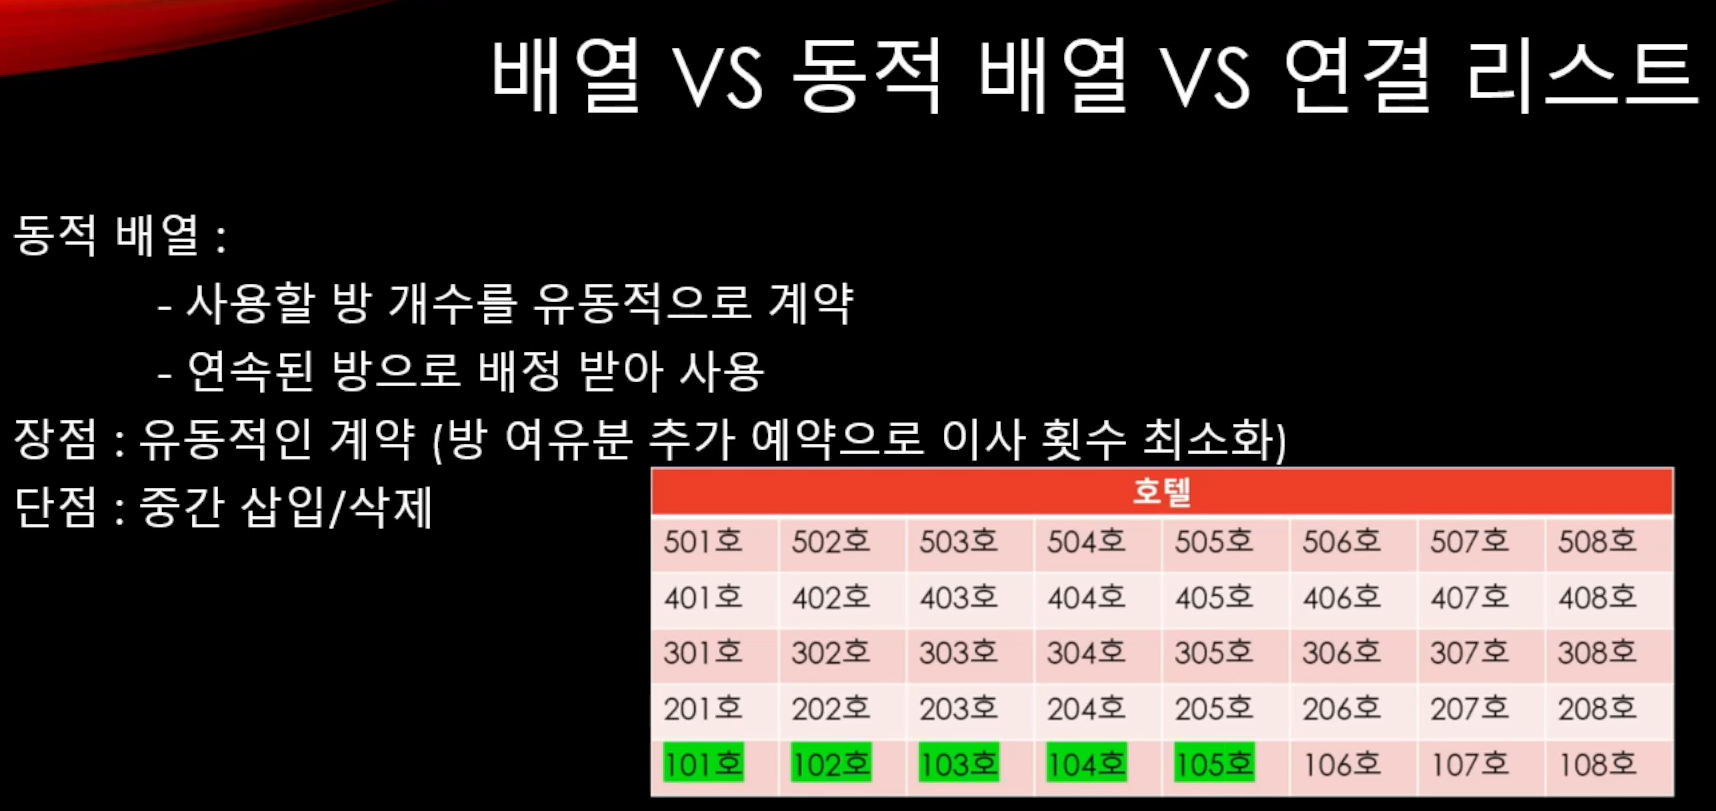 배열 VS 동적 배열 VS 연결 리스트
동적 배열 :
- 사용할 방 개수를 유동적으로 계약
- 연속된 방으로 배정 받아 사용
장점 : 유동적인 계약 (방 여유분 추가 예약으로 이사 횟수 최소화)
단점 : 중간 삽입/삭제
호텔
501호 502호 503호 504호 505호 506호 507호 508호
401호 402호 403호 404호 405호 406호 407호 408호
301호 302호 303호 304호 305호 306호 307호 308호
201호 202호 203호 204호 205호 206호 207호 208호
101호 102호 103호 104호 105호 106호 107호 108호